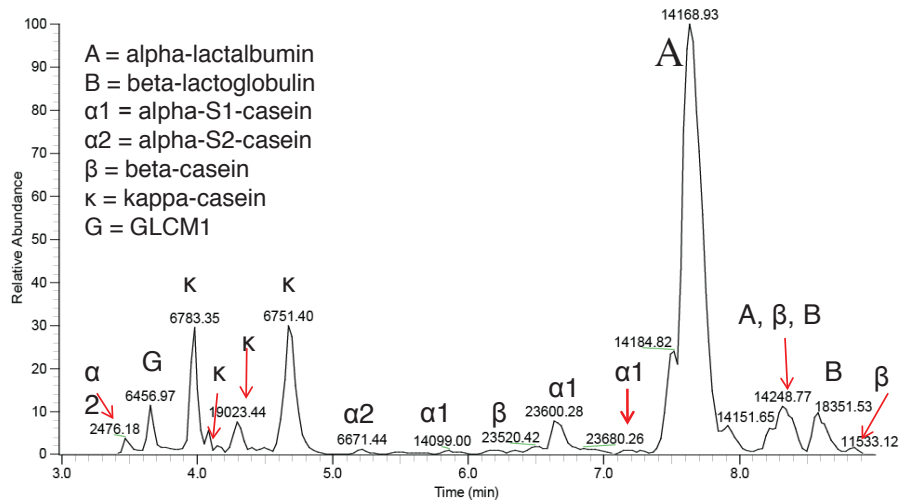 14168.93
100
90
80
70
60
50
40
30
20
10
0
Relative Abundance
A = alpha-lactalbumin
B = beta-lactoglobulin
α1 = alpha-S1-casein
α2 = alpha-S2-casein
β = beta-casein
κ = kappa-casein
G = GLCM1
A
κ
κ
6783.35
6751.40
A, β, B
κ
14184.82
G
κ
α1
α1
B
β
α
2
6456.97
19023.44
14248.77
2476.18
α2
α1
β
23600.28
14151.65
18351.53
6671.44
14099.00
23520.42
23680.26
11533.12
3.0
4.0
5.0
6.0
7.0
8.0
Time (min)